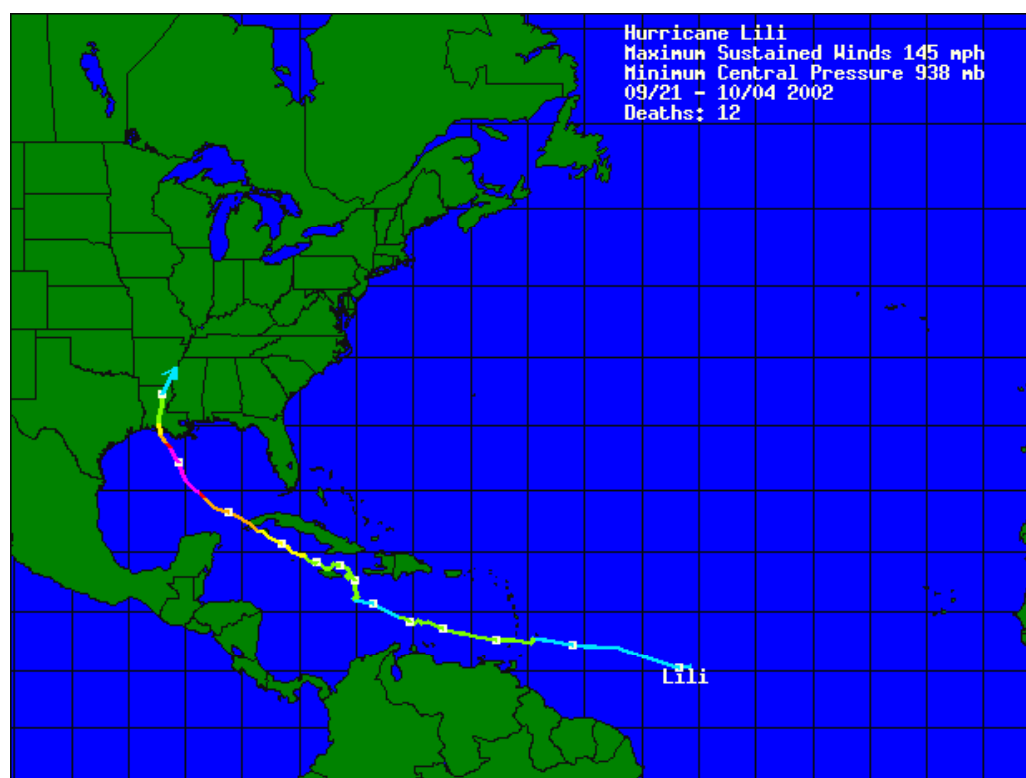 Hurricane Lili
Maximum Sustained Winds 145 mph
Minimum Central Pressure 938 mb
09/21 - 10/04 2002
Deaths: 12
Lili